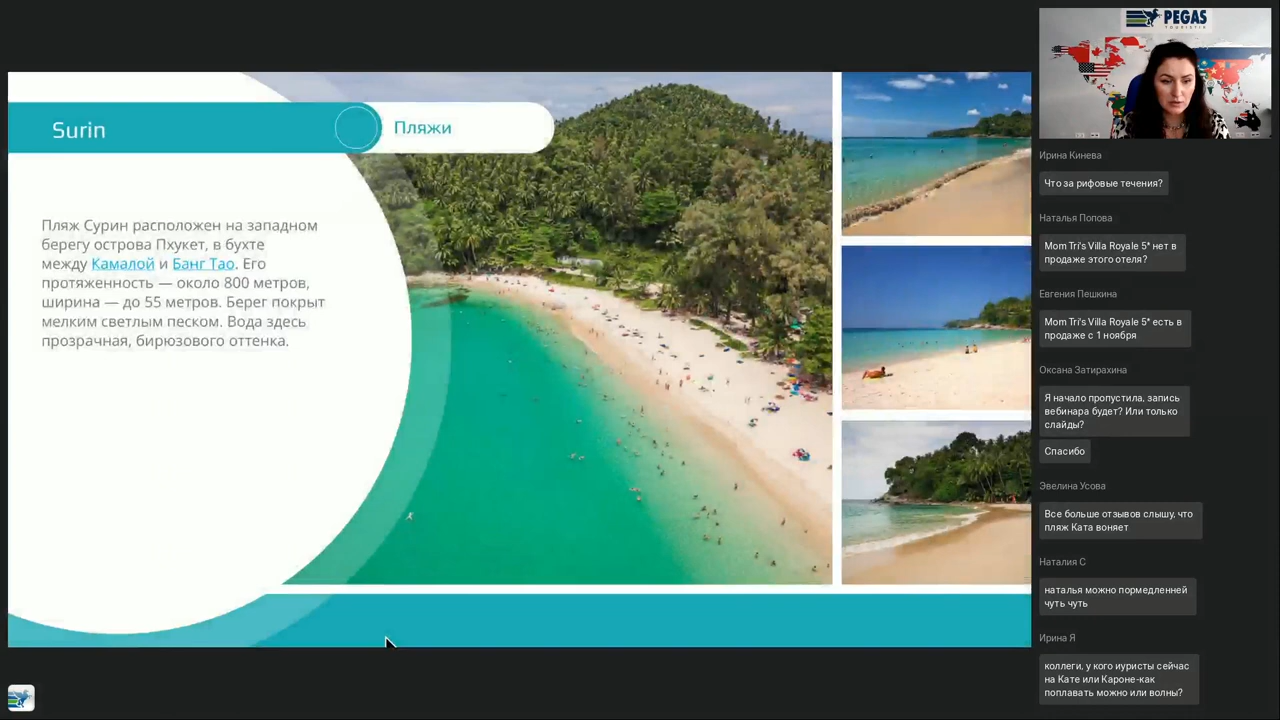 Surin
Пляжи
Пляж Сурин расположен на западном
берегу острова Пхукет, в бухте
между Камалой и Банг Тао. Его
протяженность — около 800 метров,
ширина — до 55 метров. Берег покрыт
мелким светлым песком. Вода здесь
прозрачная, бирюзового оттенка.
PEGAS
TOURISTIK
Ирина Кинева
Что за рифовые течения?
Наталья Попова
Mom Tri's Villa Royale 5* нет в
продаже этого отеля?
Евгения Пешкина
Mom Tri's Villa Royale 5* есть в
продаже с 1 ноября
Оксана Затирахина
Я начало пропустила, запись
вебинара будет? Или только
слайды?
Спасибо
Эвелина Усова
Все больше отзывов слышу, что
пляж Ката воняет
Наталия С
наталья можно пормедленней
чуть чуть
Ирина Я
коллеги, у кого иуристы сейчас
на Кате или Кароне-как
поплавать можно или волны?